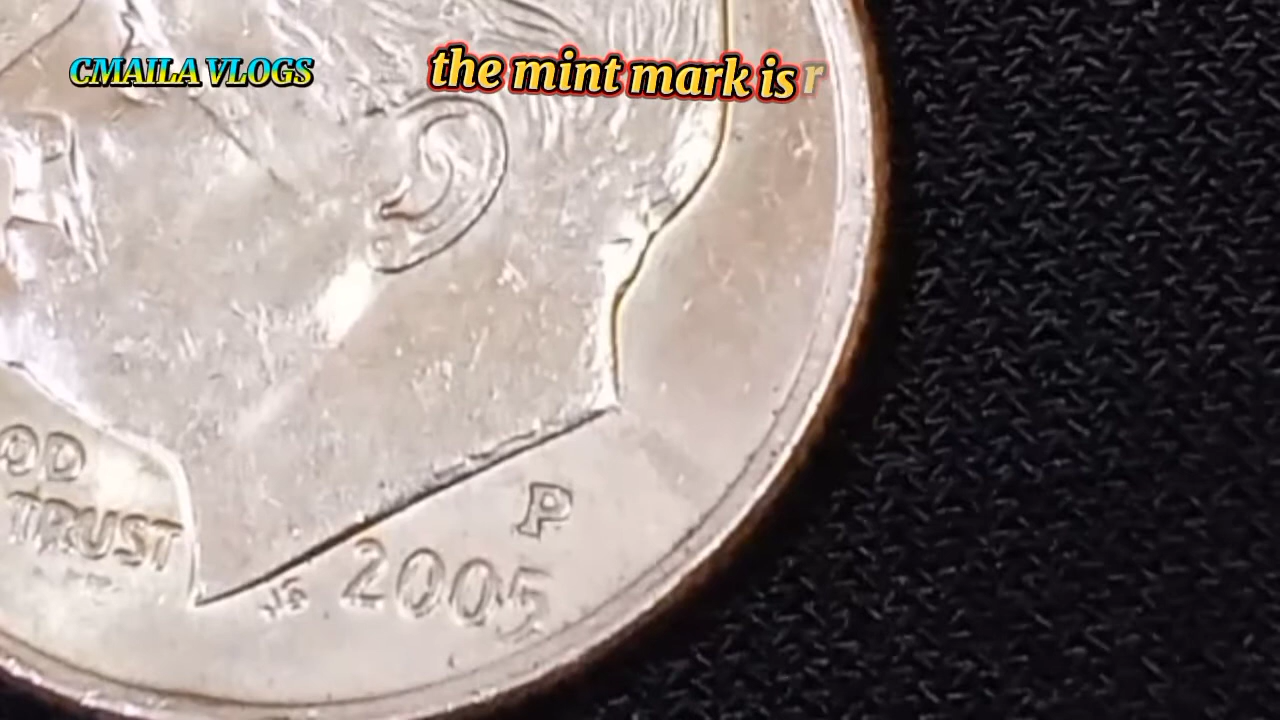 CMAILA VLOGS
the mint mark is r
OD
TRUST
P
JS 2005